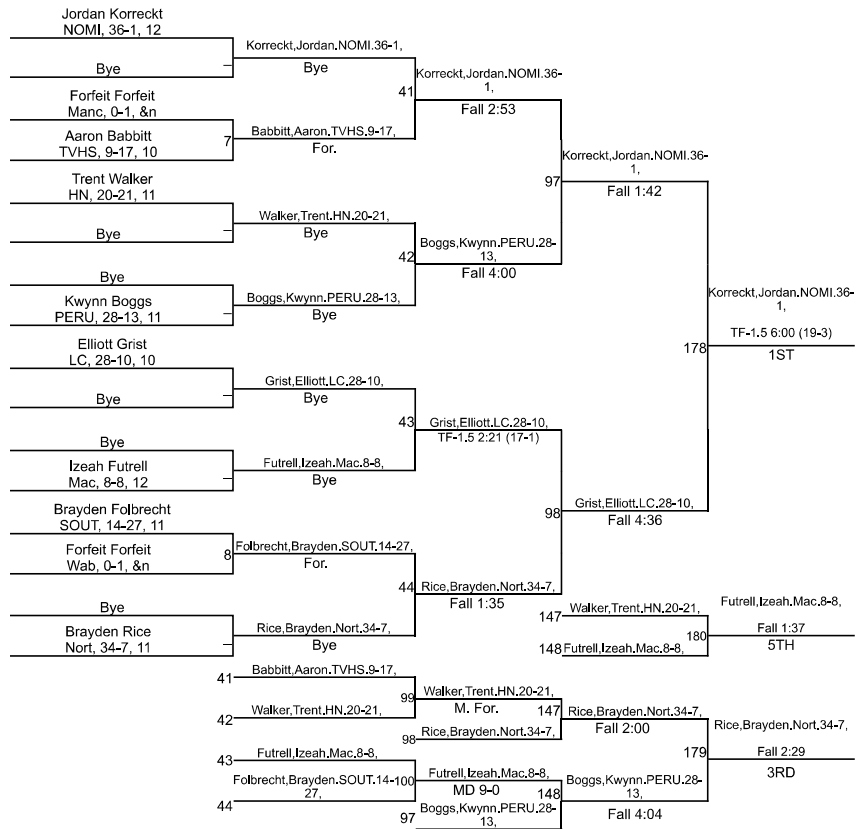 Jordan Korreckt
NOMI, 36-1, 12
Korreckt,Jordan.NOMI.36-1,
Bye
Bye
Korreckt,Jordan.NOMI.36-
1,
41
Fall 2:53
Forfeit Forfeit
Manc, 0-1, &n
Aaron Babbitt
7
Babbitt,Aaron.TVHS.9-17,
TVHS, 9-17, 10
For.
Korreckt,Jordan.NOMI.36-
1,
97
Fall 1:42
Trent Walker
HN, 20-21, 11
Walker,Trent.HN.20-21,
Bye
Bye
42
Boggs,Kwynn.PERU.28-
13,
Fall 4:00
Bye
Kwynn Boggs
Boggs,Kwynn.PERU.28-13,
PERU, 28-13, 11
Bye
Korreckt,Jordan.NOMI.36-
1,
178
TF-1.5 6:00 (19-3)
1ST
Elliott Grist
LC, 28-10, 10
Grist,Elliott.LC.28-10,
Bye
Bye
43
Grist,Elliott.LC.28-10,
TF-1.5 2:21 (17-1)
Bye
Izeah Futrell
Futrell,Izeah.Mac.8-8,
Mac, 8-8, 12
Bye
98
Grist,Elliott.LC.28-10,
Fall 4:36
Brayden Folbrecht
SOUT, 14-27, 11
Forfeit Forfeit
8
Folbrecht,Brayden.SOUT.14-27,
Wab, 0-1, &n
For.
44
Rice,Brayden.Nort.34-7,
Fall 1:35
Bye
Brayden Rice
Rice,Brayden.Nort.34-7,
Nort, 34-7, 11
Bye
147
Walker,Trent.HN.20-21,
Futrell,Izeah.Mac.8-8,
180
Fall 1:37
5TH
148
Futrell,Izeah.Mac.8-8,
41
Babbitt,Aaron.TVHS.9-17,
99
Walker,Trent.HN.20-21,
M. For.
42
Walker,Trent.HN.20-21,
147
Rice,Brayden.Nort.34-7,
Fall 2:00
98
Rice,Brayden.Nort.34-7,
Rice,Brayden.Nort.34-7,
179
Fall 2:29
3RD
43
Futrell,Izeah.Mac.8-8,
100
Futrell,Izeah.Mac.8-8,
MD 9-0
44
Folbrecht,Brayden.SOUT.14-
27,
148
Boggs,Kwynn.PERU.28-
13,
Fall 4:04
97
Boggs,Kwynn.PERU.28-
13,